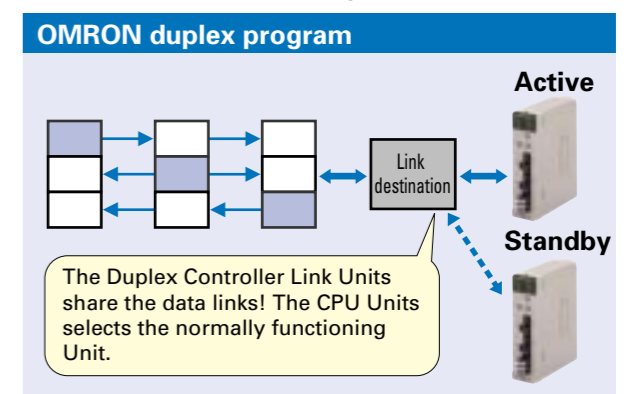 OMRON duplex program
Active
Link
destination
Standby
The Duplex Controller Link Units
share the data links! The CPU Units
selects the normally functioning
Unit.